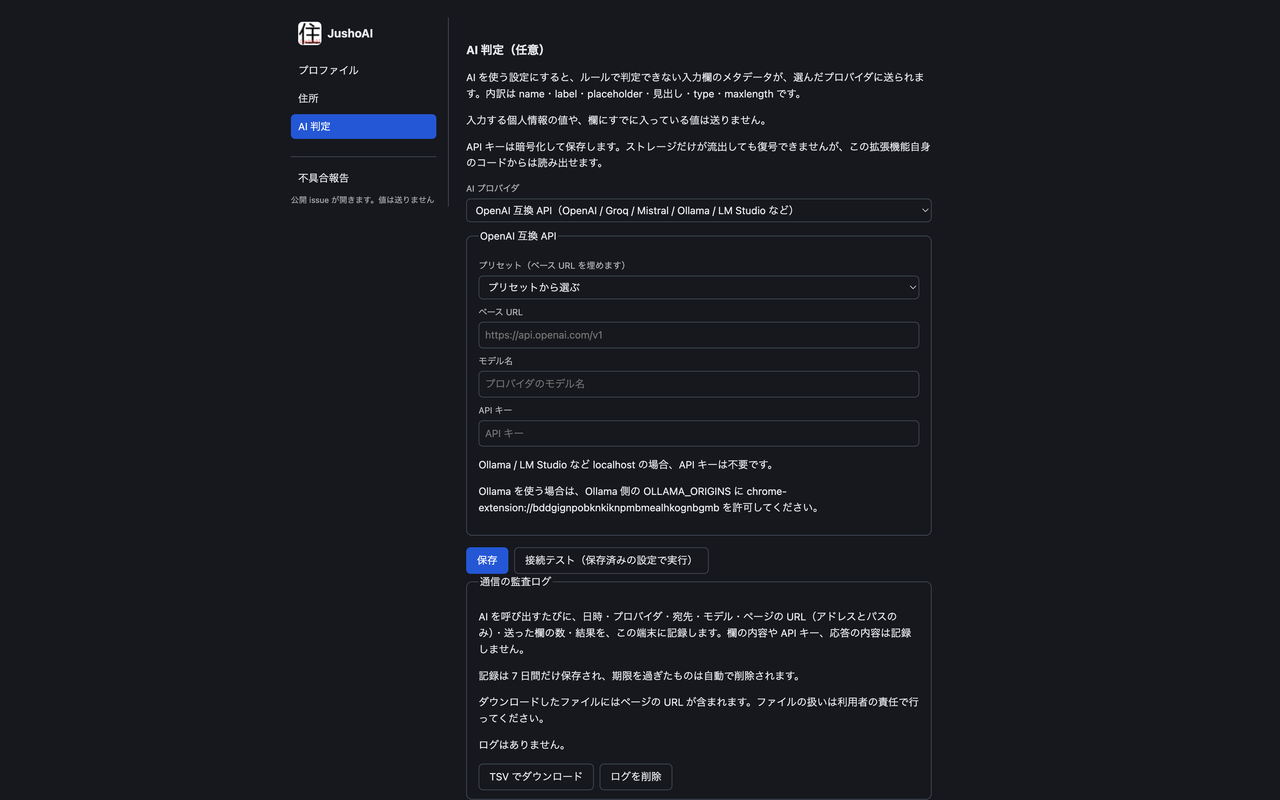 住 JushoAI
プロファイル
住所
AI 判定
不具合報告
公開 issue が開きます。値は送りません
AI 判定（任意）
AI を使う設定にすると、ルールで判定できない入力欄のメタデータが、選んだプロバイダに送られま
す。内訳は name・label・placeholder・見出し・type・maxlength です。
入力する個人情報の値や、欄にすでに入っている値は送りません。
API キーは暗号化して保存します。ストレージだけが流出しても復号できませんが、この拡張機能自身
のコードからは読み出せます。
AI プロバイダ
OpenAI 互換 API（OpenAI / Groq / Mistral / Ollama / LM Studio など）
OpenAI 互換 API
プリセット（ベース URL を埋めます）
プリセットから選ぶ
ベース URL
https://api.openai.com/v1
モデル名
プロバイダのモデル名
API キー
API キー
Ollama / LM Studio など localhost の場合、API キーは不要です。
Ollama を使う場合は、Ollama 側の OLLAMA_ORIGINS に chrome-
extension://bddgignpobknkiknpmbmealhkognbgmb を許可してください。
保存
接続テスト（保存済みの設定で実行）
通信の監査ログ
AI を呼び出すたびに、日時・プロバイダ・宛先・モデル・ページの URL（アドレスとパスの
み）・送った欄の数・結果を、この端末に記録します。欄の内容や API キー、応答の内容は記録
しません。
記録は 7 日間だけ保存され、期限を過ぎたものは自動で削除されます。
ダウンロードしたファイルにはページの URL が含まれます。ファイルの扱いは利用者の責任で行
ってください。
ログはありません。
TSV でダウンロード
ログを削除